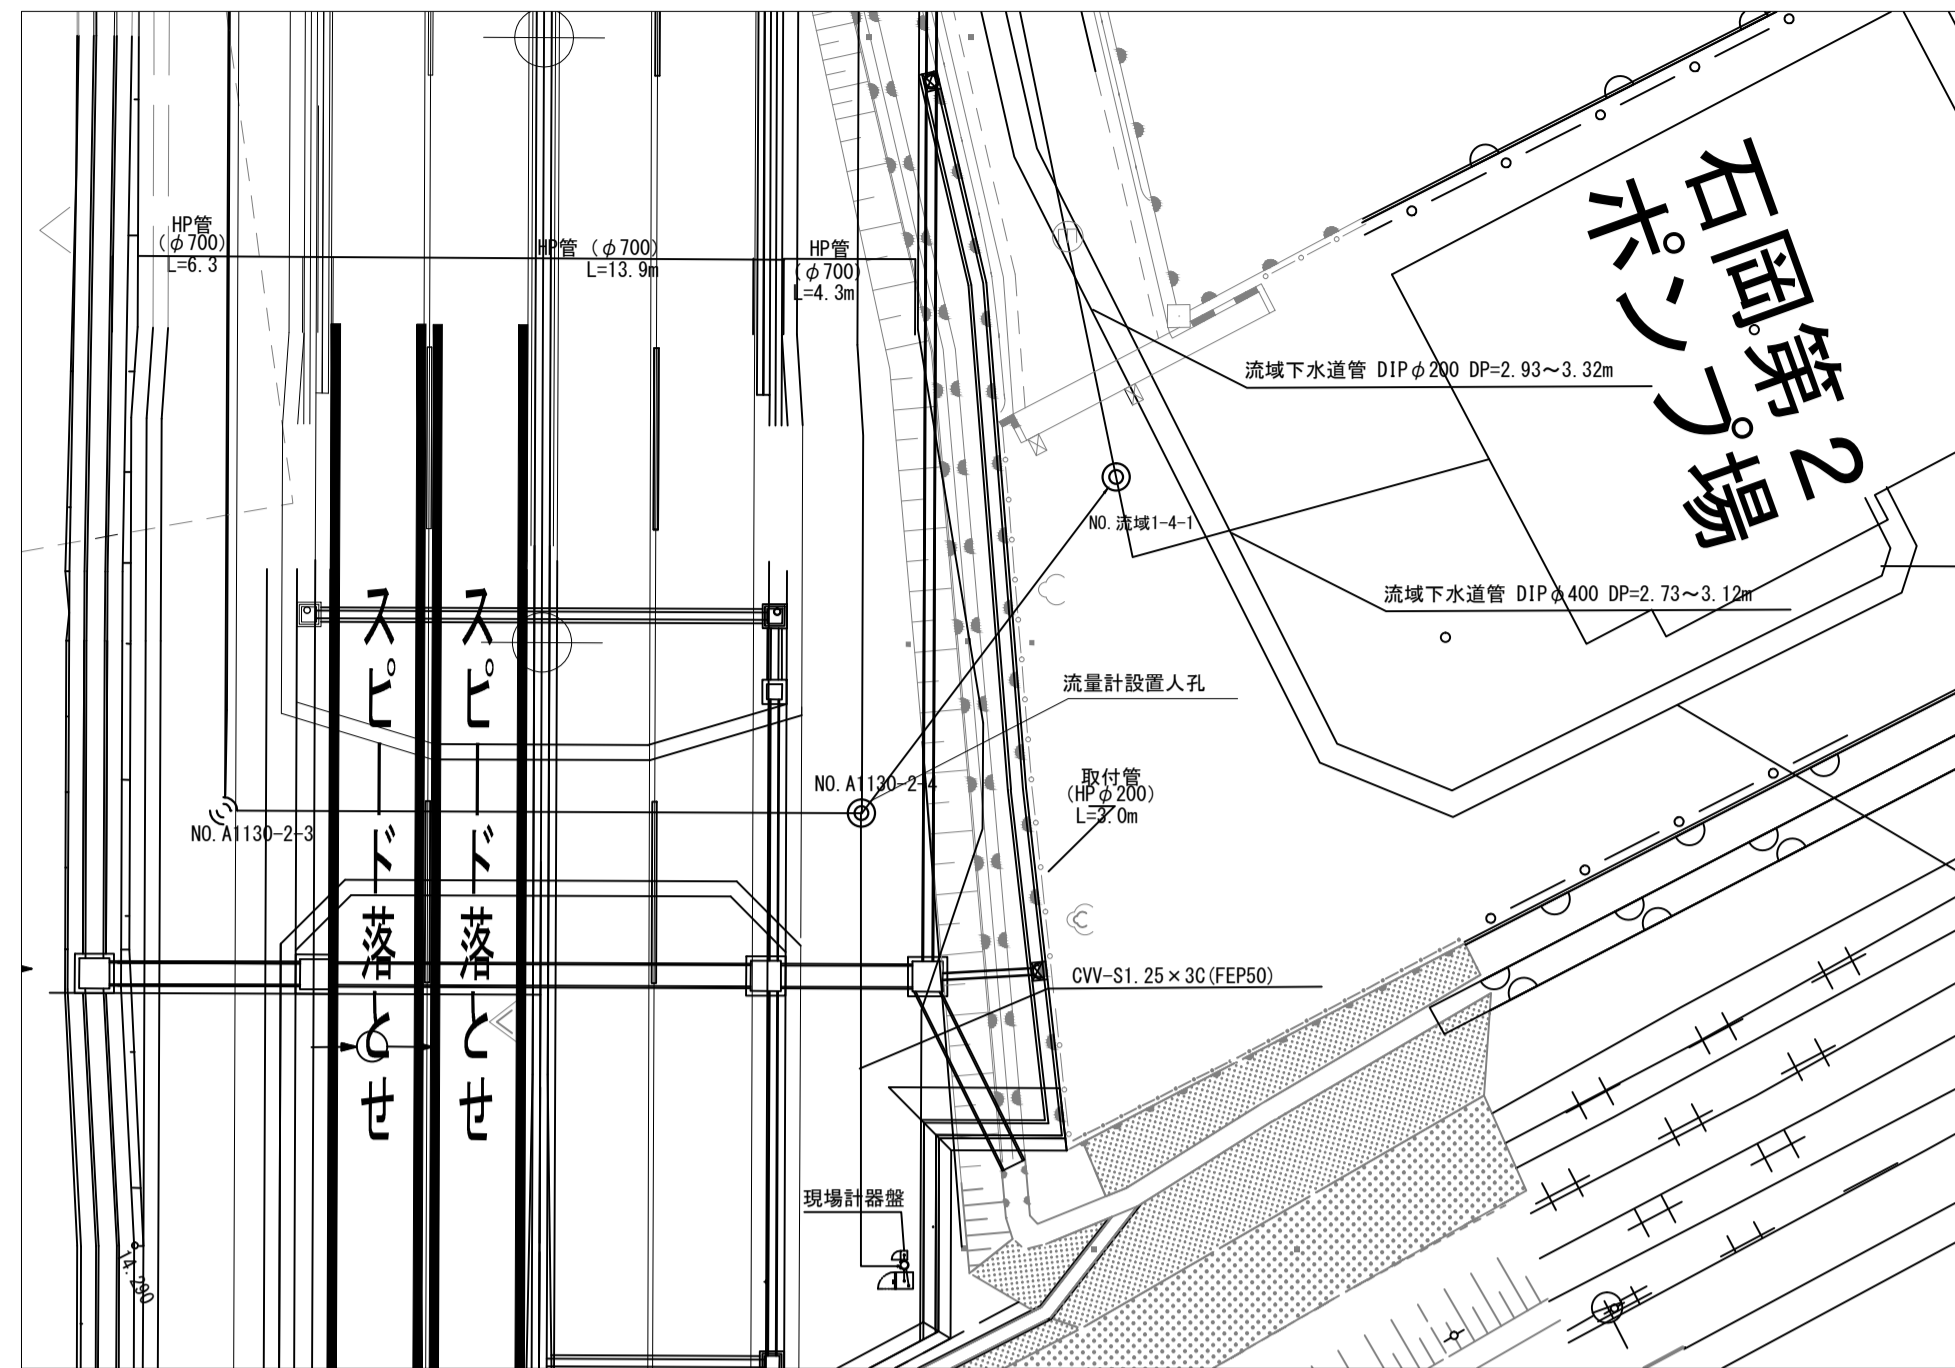 HP管
(φ700)
L=6.3
HP管 (φ700)
L=13.9m
HP管
(φ700)
L=4.3m
石岡第2
ポンプ場
流域下水道管 DIPφ200 DP=2.93～3.32m
NO.流域1-4-1
流域下水道管 DIPφ400 DP=2.73～3.12m
流量計設置人孔
NO.A1130-2-4
NO.A1130-2-3
取付管
(HPφ200)
L=3.0m
スピード落とせ
スピード落とせ
CVV-S1.25×3C(FEP50)
現場計器盤
14.290